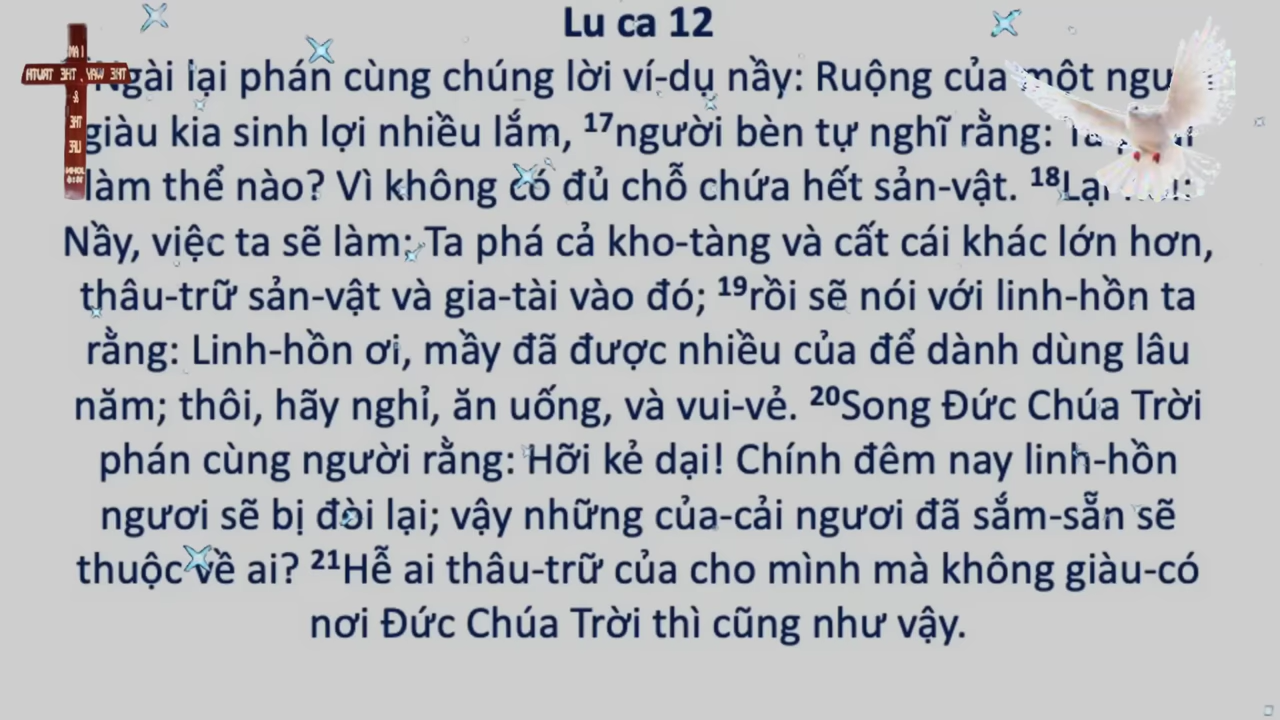 Lu ca 12
Ngài lại phán cùng chúng lời ví-dụ nầy: Ruộng của một
giàu kia sinh lợi nhiều lắm, ¹⁷người bèn tự nghĩ rằng: Ta
làm thể nào? Vì không có đủ chỗ chứa hết sản-vật. ¹⁸Lại
Nầy, việc ta sẽ làm: Ta phá cả kho-tàng và cất cái khác lớn hơn,
thâu-trữ sản-vật và gia-tài vào đó; ¹⁹rồi sẽ nói với linh-hồn ta
rằng: Linh-hồn ơi, mầy đã được nhiều của để dành dùng lâu
năm; thôi, hãy nghỉ, ăn uống, và vui-vẻ. ²⁰Song Đức Chúa Trời
phán cùng người rằng: Hỡi kẻ dại! Chính đêm nay linh-hồn
ngươi sẽ bị đòi lại; vậy những của-cải ngươi đã sắm-sẵn sẽ
thuộc về ai? ²¹Hễ ai thâu-trữ của cho mình mà không giàu-có
nơi Đức Chúa Trời thì cũng như vậy.
I AM
THE WAY, THE TRUTH
&
THE
LIFE